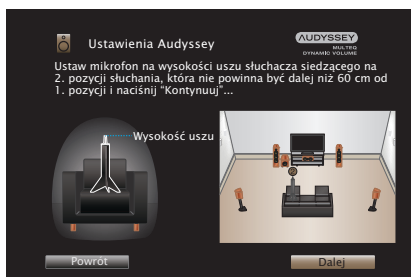 Ustawienia Audyssey
AUDYSSEY
MULTEQ
DYNAMIC VOLUME
Ustaw mikrofon na wysokości uszu słuchacza siedzącego na
2. pozycji słuchania, która nie powinna być dalej niż 60 cm od
1. pozycji i naciśnij "Kontynuuj"...
Wysokość uszu
2
Powrót
Dalej